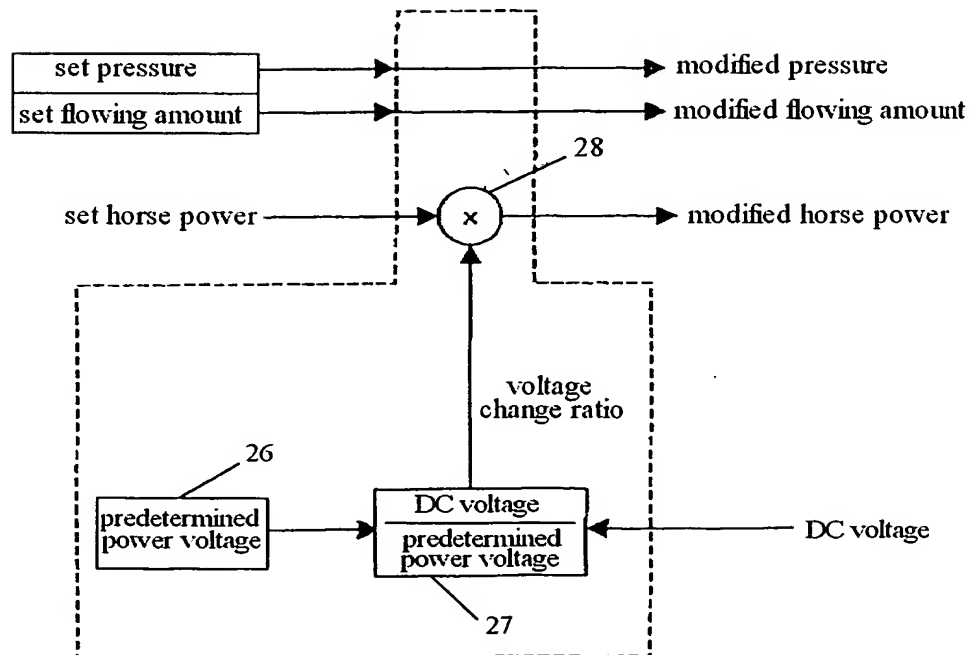 set pressure
modified pressure
set flowing amount
modified flowing amount
28
set horse power
×
modified horse power
voltage
change ratio
26
predetermined
power voltage
DC voltage
predetermined
power voltage
DC voltage
27